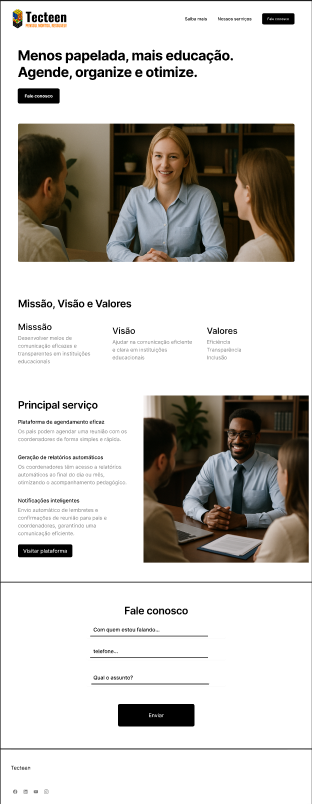 Tecteen
Saiba mais
Nossos serviços
Fale conosco
Menos papelada, mais educação.
Agende, organize e otimize.
Fale conosco
Missão, Visão e Valores
Misssão
Desenvolver meios de
comunicação eficazes e
transparentes em instituições
educacionais
Visão
Ajustar na comunicação eficiente
e clara em instituições
educacionais
Valores
Eficiência
Transparência
Inclusão
Principal serviço
Plataforma de agendamento eficaz
Os pais podem agendar uma reunião com os
coordenadores de forma simples e rápida.
Geração de relatórios automáticos
Os coordenadores têm acesso a relatórios
automáticos ao final do dia ou mês,
otimizando o acompanhamento pedagógico.
Notificações inteligentes
Envio automático de lembretes e
confirmações de reunião para pais e
coordenadores, garantindo uma
comunicação eficiente.
Visitar plataforma
Fale conosco
Com quem estou falando...
telefone...
Qual o assunto?
Enviar
Tecteen